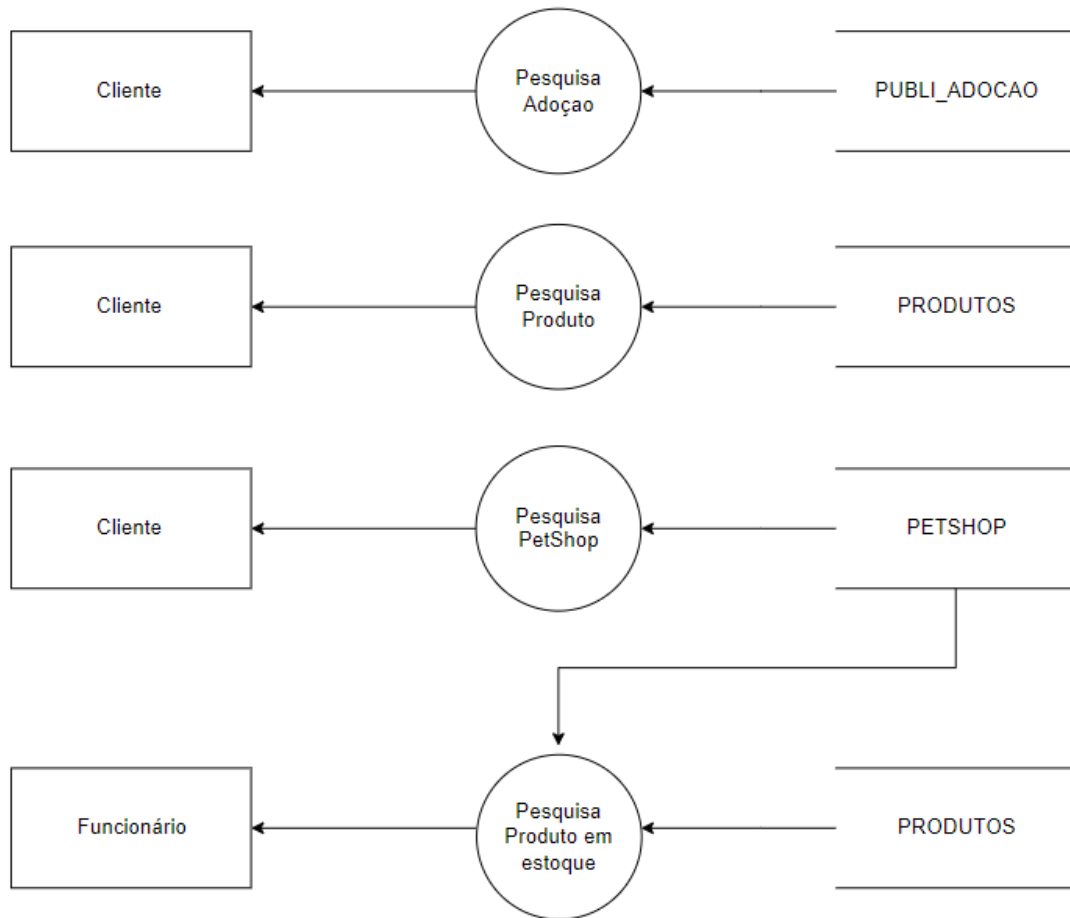 Cliente
Pesquisa
Adoçao
PUBLI_ADOCAO
Cliente
Pesquisa
Produto
PRODUTOS
Cliente
Pesquisa
PetShop
PETSHOP
Funcionário
Pesquisa
Produto em
estoque
PRODUTOS